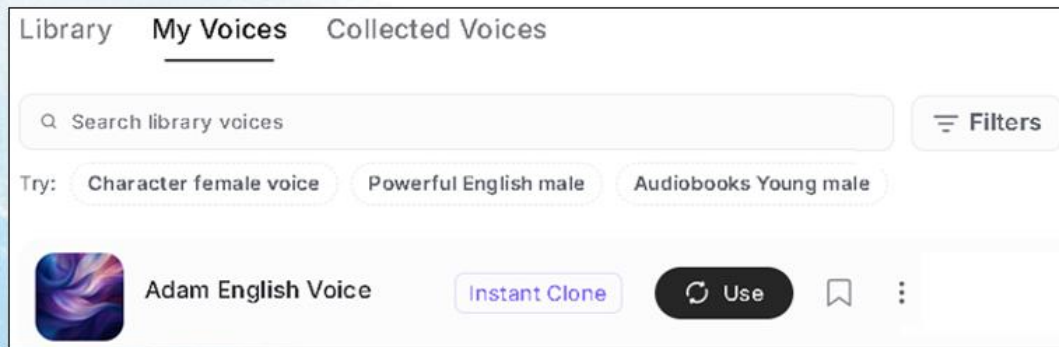 Library My Voices Collected Voices
Search library voices Filters
Try: Character female voice Powerful English male Audiobooks Young male
Adam English Voice Instant Clone Use